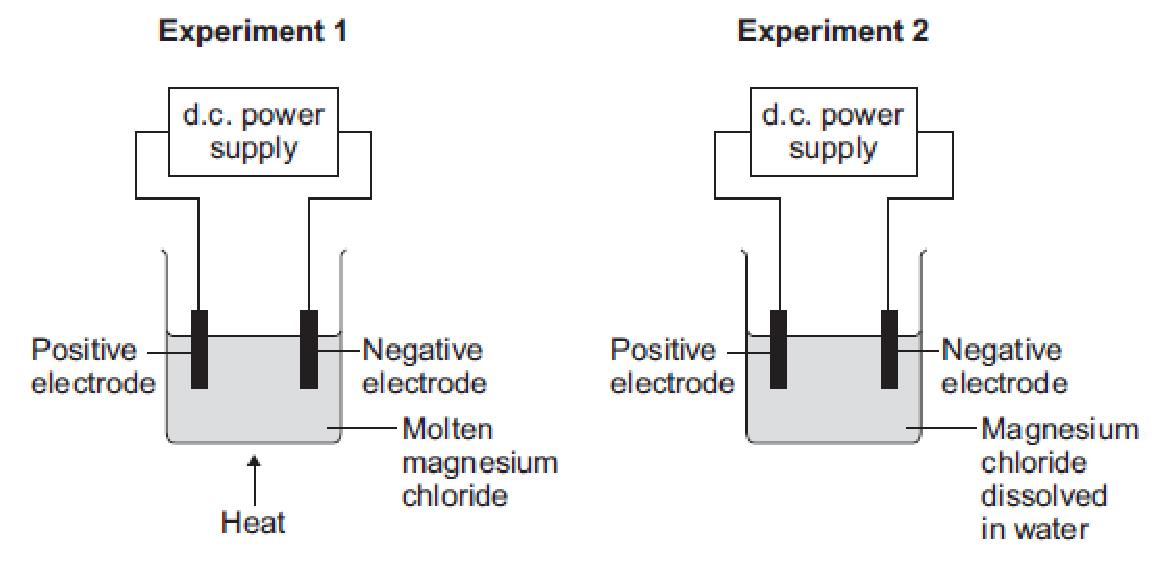 Experiment 1
d.c. power
supply
Positive
electrode
Negative
electrode
Molten
magnesium
chloride
Heat
Experiment 2
d.c. power
supply
Positive
electrode
Negative
electrode
Magnesium
chloride
dissolved
in water